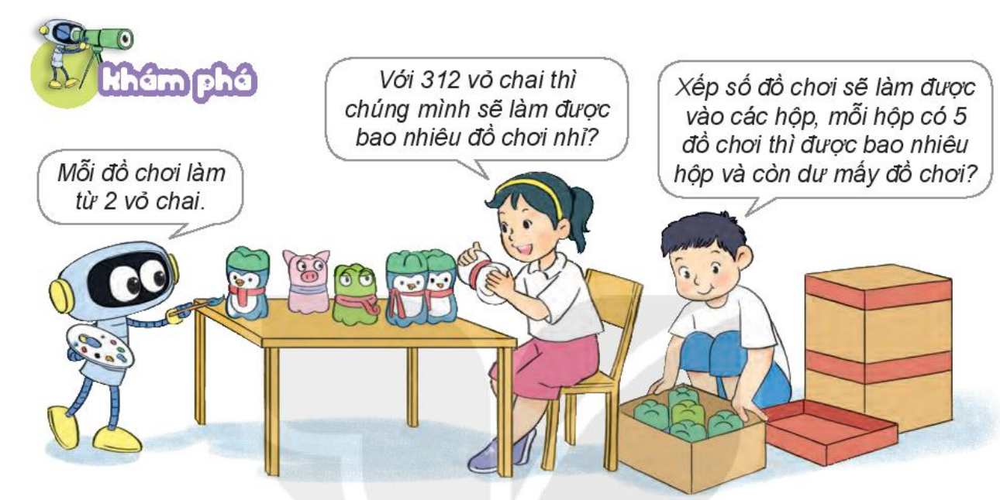 khám phá
Mỗi đồ chơi làm
từ 2 vỏ chai.
Với 312 vỏ chai thì
chúng mình sẽ làm được
bao nhiêu đồ chơi nhỉ?
Xếp số đồ chơi sẽ làm được
vào các hộp, mỗi hộp có 5
đồ chơi thì được bao nhiêu
hộp và còn dư mấy đồ chơi?